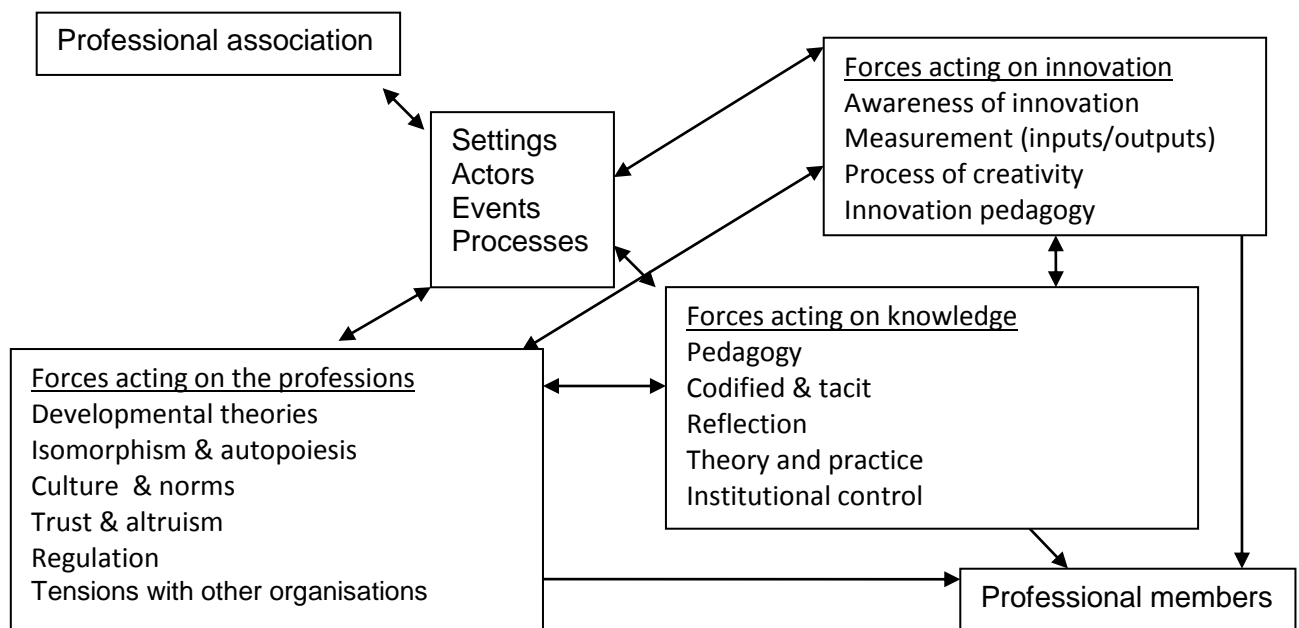 Professional association
Settings
Actors
Events
Processes
Forces acting on innovation
Awareness of innovation
Measurement (inputs/outputs)
Process of creativity
Innovation pedagogy
Forces acting on knowledge
Pedagogy
Codified & tacit
Reflection
Theory and practice
Institutional control
Forces acting on the professions
Developmental theories
Isomorphism & autopoiesis
Culture & norms
Trust & altruism
Regulation
Tensions with other organisations
Professional members